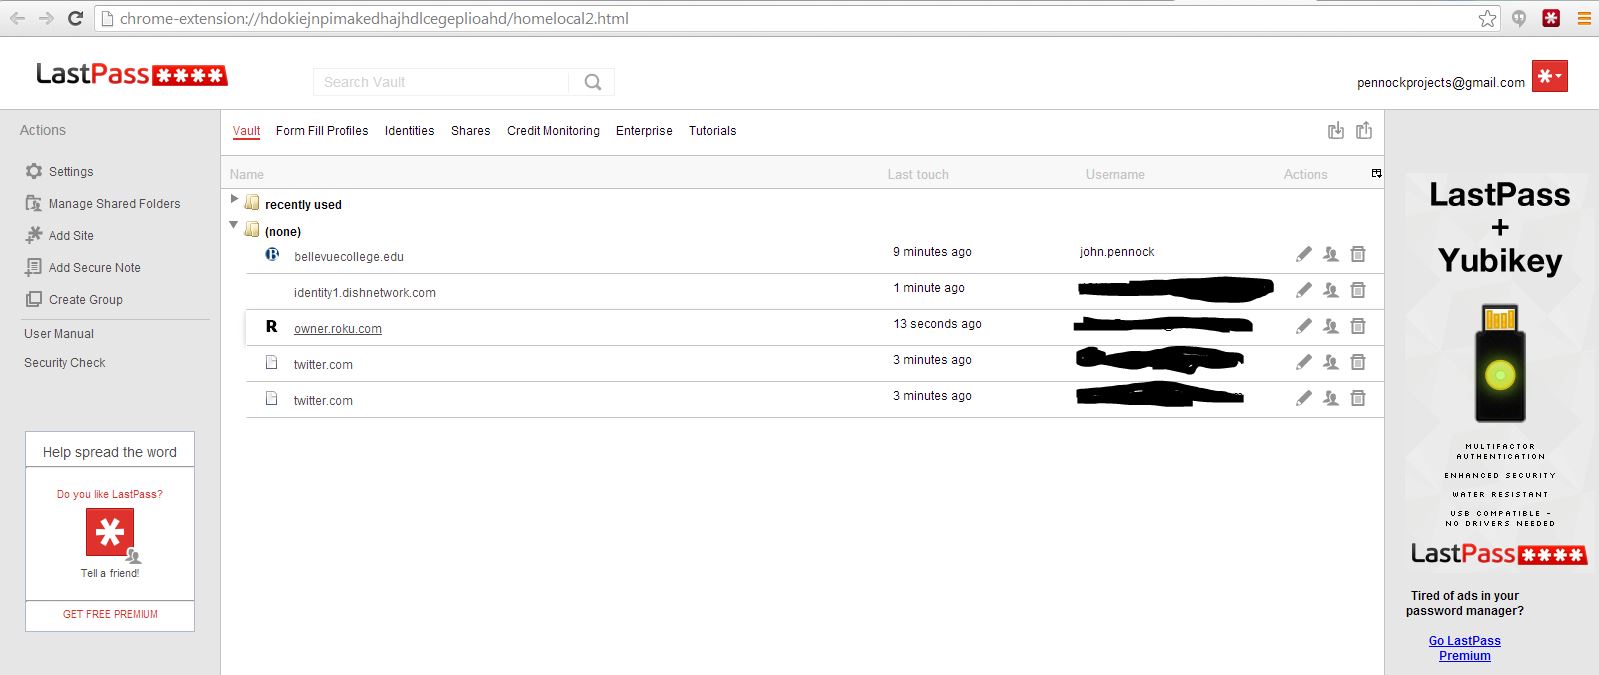 chrome-extension://hdokiejnpimakedhajhdlcegeplioahd/homelocal2.html
LastPass ****
Search Vault
pennockprojects@gmail.com
Actions
Settings
Manage Shared Folders
Add Site
Add Secure Note
Create Group
User Manual
Security Check
Help spread the word
Do you like LastPass?
Tell a friend!
GET FREE PREMIUM
Vault Form Fill Profiles Identities Shares Credit Monitoring Enterprise Tutorials
Name Last touch Username Actions
recently used
(none)
B bellevuecollege.edu 9 minutes ago john.pennock
identity1.dishnetwork.com 1 minute ago
R owner.roku.com 13 seconds ago
twitter.com 3 minutes ago
twitter.com 3 minutes ago
LastPass
+
Yubikey
MULTIFACTOR
AUTHENTICATION
ENHANCED SECURITY
WATER RESISTANT
USB COMPATIBLE -
NO DRIVERS NEEDED
LastPass ****
Tired of ads in your
password manager?
Go LastPass
Premium